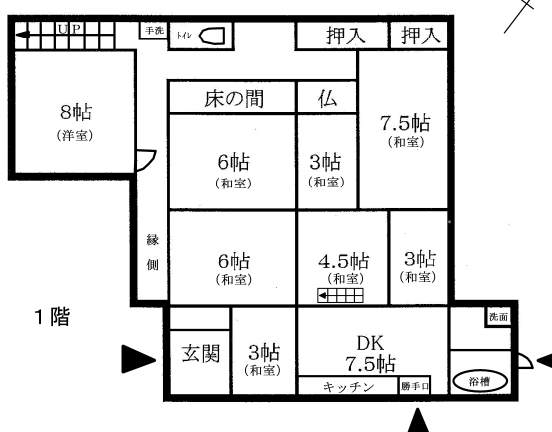 UP
手洗
トイレ
押入
押入
床の間
仏
8帖
(洋室)
7.5帖
(和室)
6帖
(和室)
3帖
(和室)
縁側
6帖
(和室)
4.5帖
(和室)
3帖
(和室)
1階
玄関
3帖
(和室)
DK
7.5帖
洗面
キッチン
勝手口
浴槽